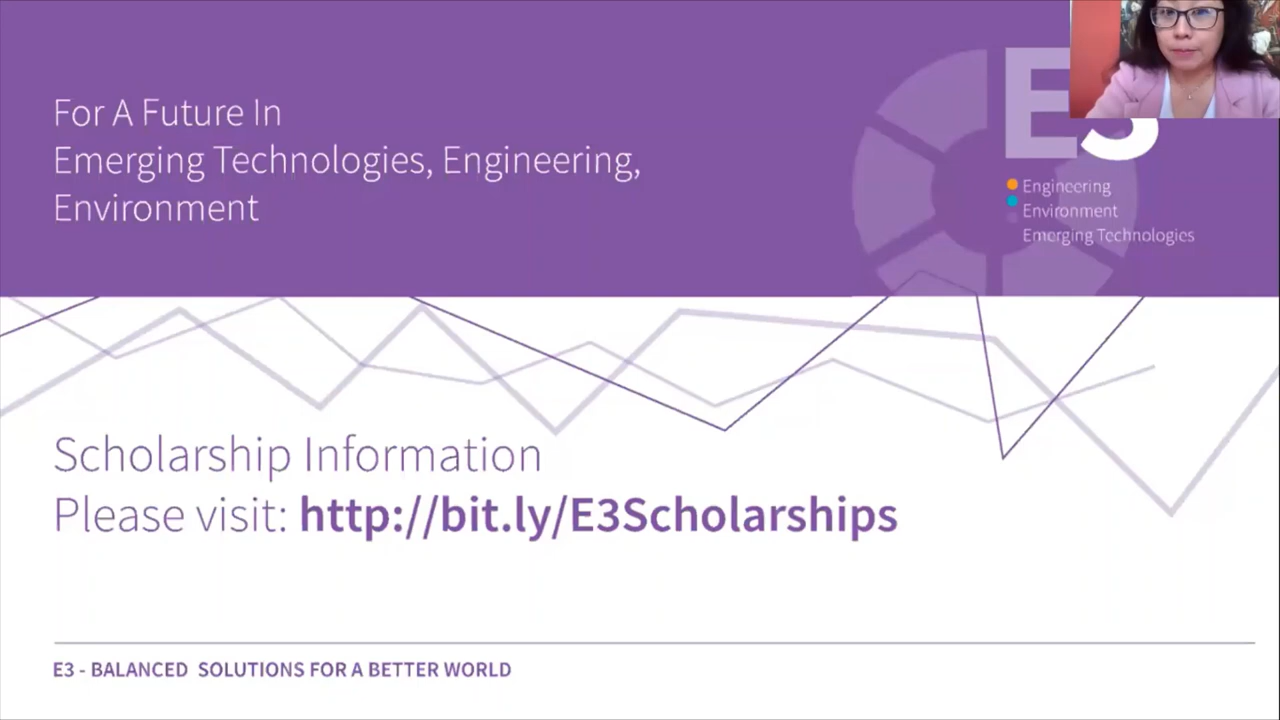 For A Future In
Emerging Technologies, Engineering,
Environment
E3
Engineering
Environment
Emerging Technologies
Scholarship Information
Please visit: http://bit.ly/E3Scholarships
E3 - BALANCED SOLUTIONS FOR A BETTER WORLD